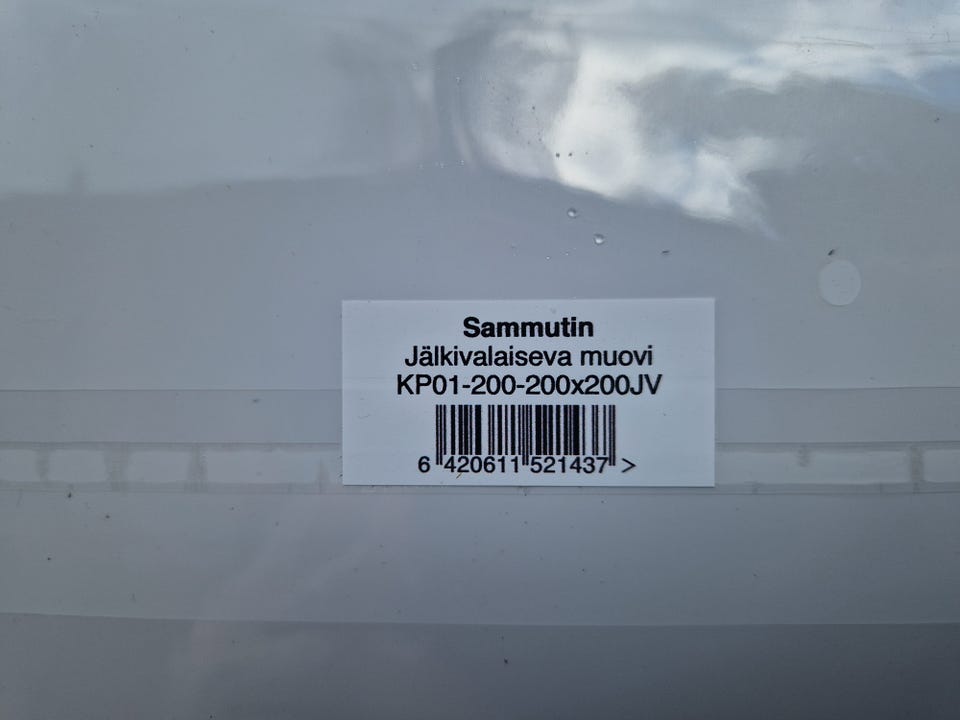 Sammutin
Jälkivalaiseva muovi
KP01-200-200x200JV
6 420611 521437 >